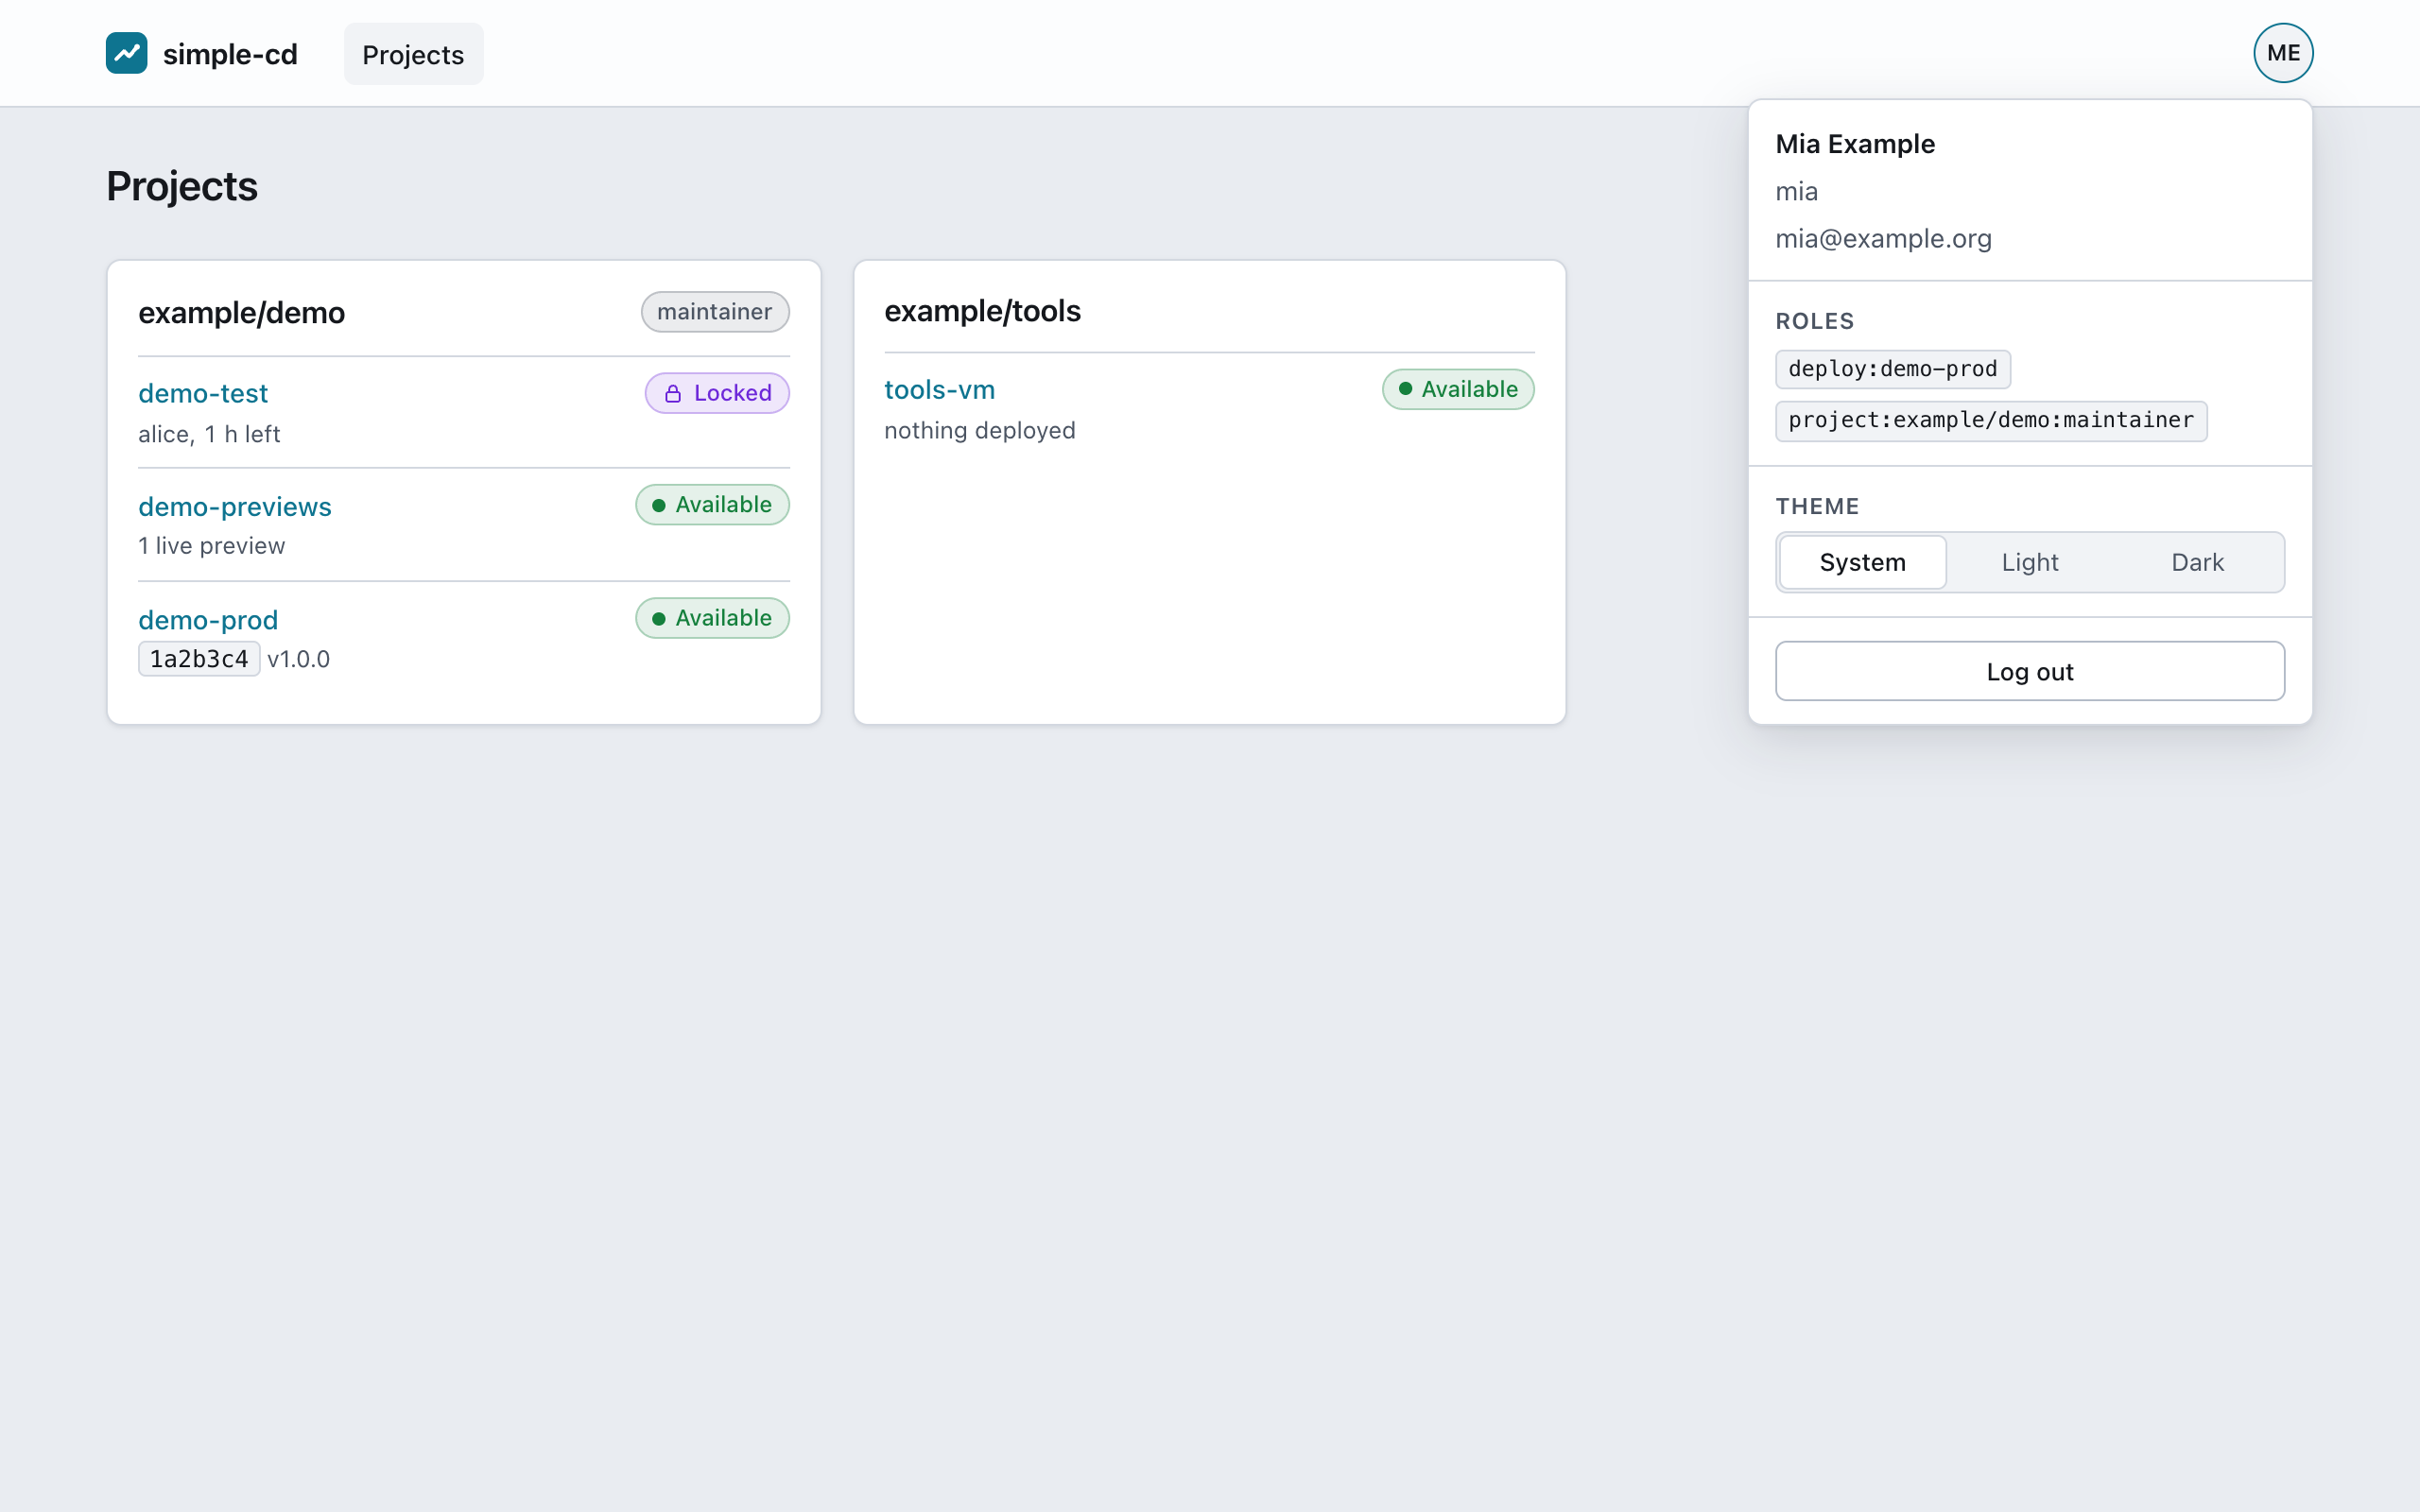 simple-cd
Projects
ME
Projects
example/demo
maintainer
demo-test
Locked
alice, 1 h left
demo-previews
Available
1 live preview
demo-prod
Available
1a2b3c4 v1.0.0
example/tools
tools-vm
Available
nothing deployed
Mia Example
mia
mia@example.org
ROLES
deploy:demo-prod
project:example/demo:maintainer
THEME
System
Light
Dark
Log out